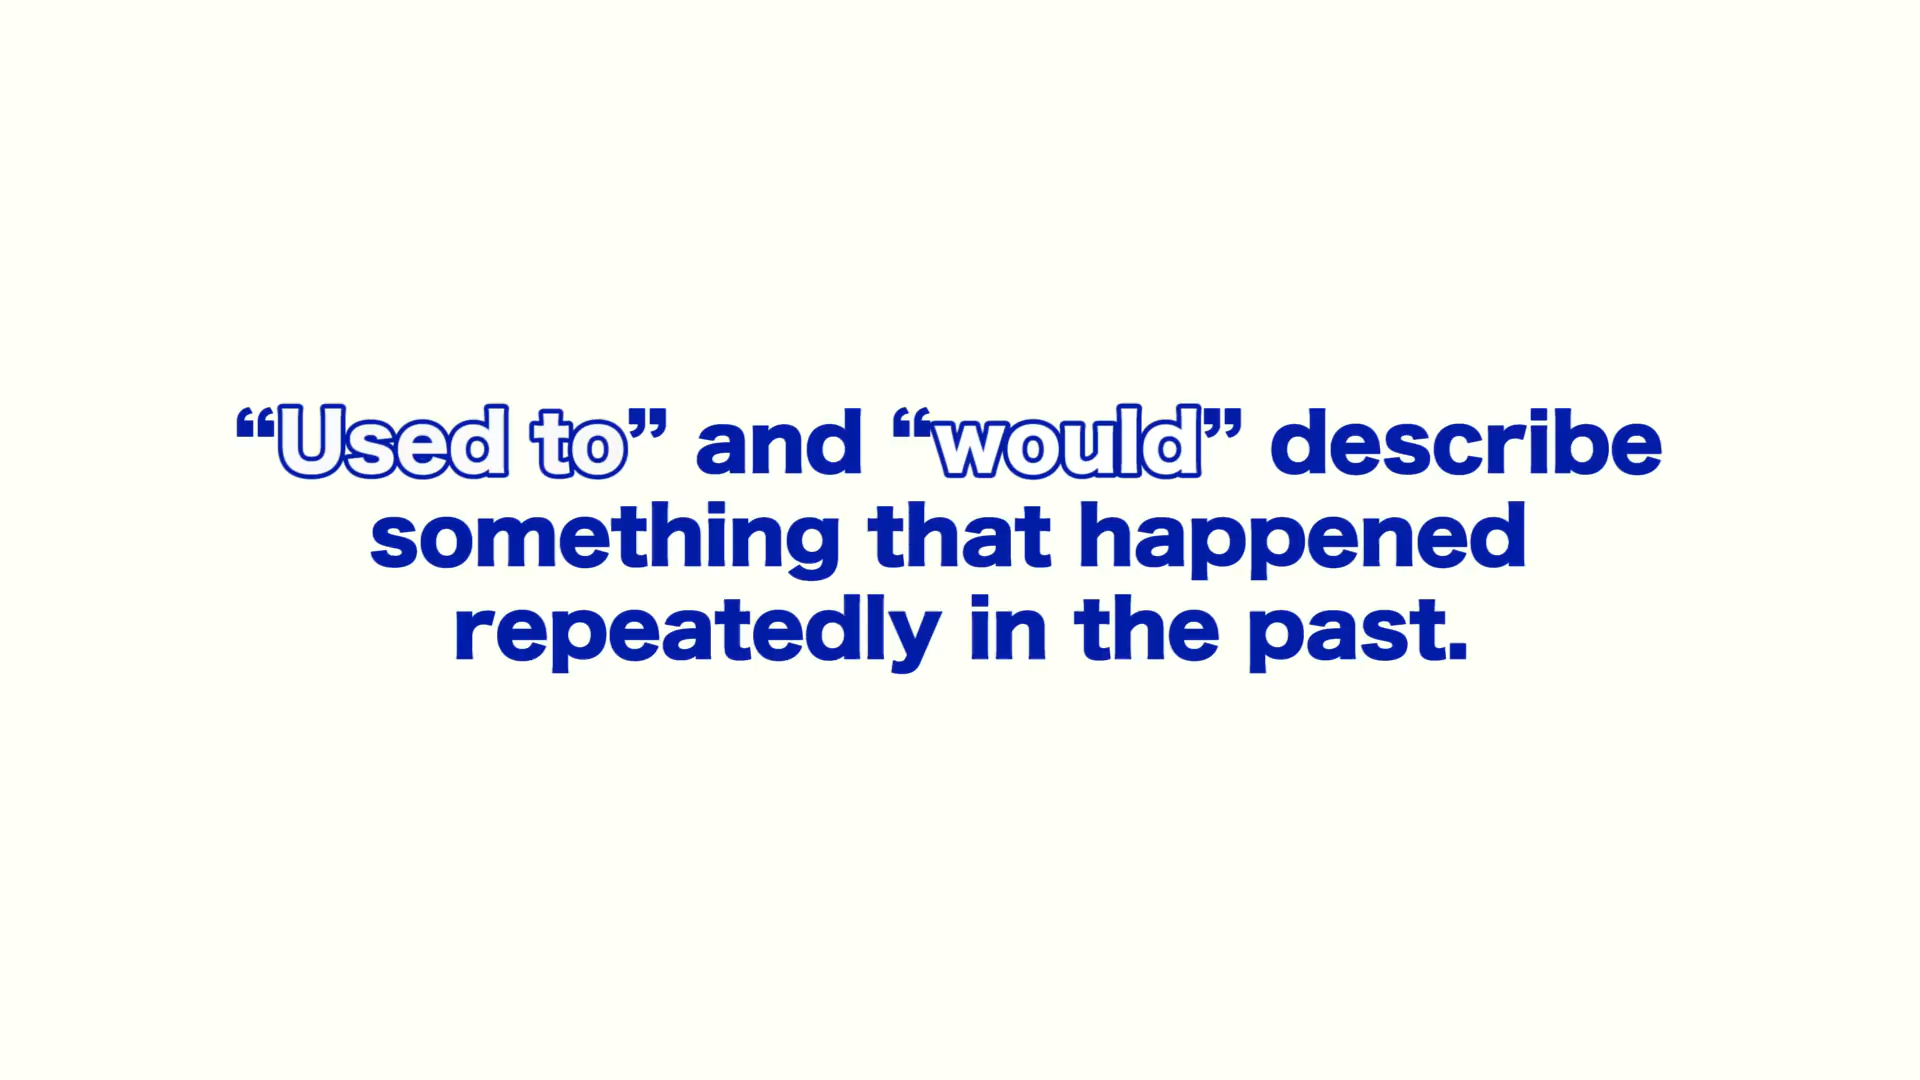 “Used to” and “would” describe
something that happened
repeatedly in the past.